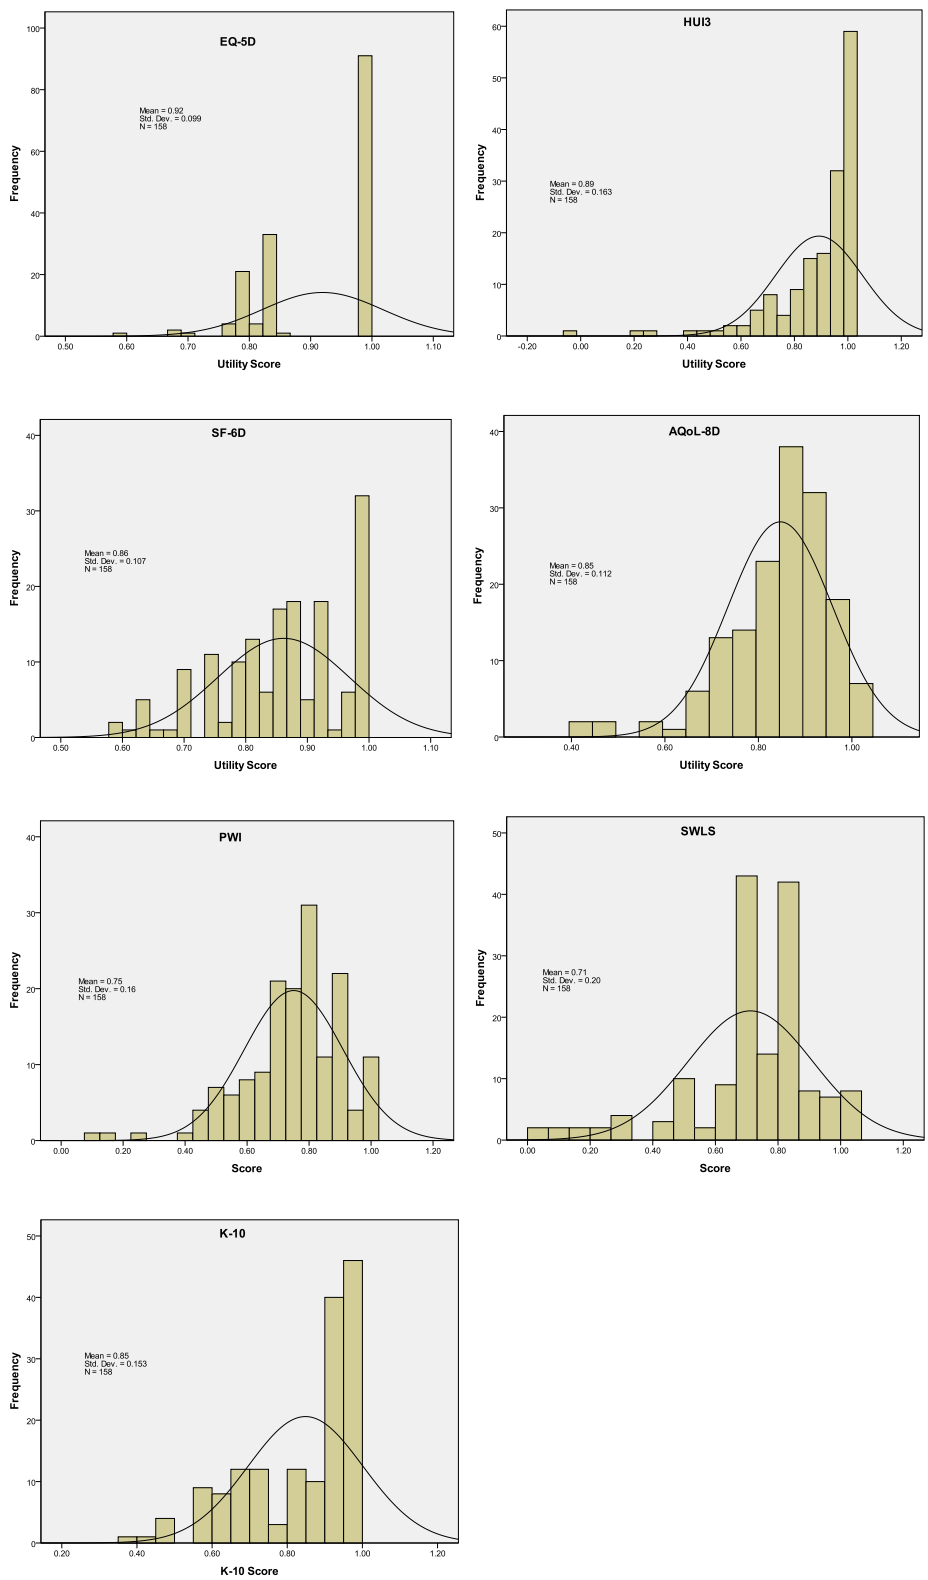 EQ-5D
Mean = 0.92
Std. Dev. = 0.099
N = 158
Frequency
100
80
60
40
20
0
0.50 0.60 0.70 0.80 0.90 1.00 1.10
Utility Score
HUI3
Mean = 0.89
Std. Dev. = 0.163
N = 158
Frequency
60
50
40
30
20
10
0
-0.20 0.00 0.20 0.40 0.60 0.80 1.00 1.20
Utility Score
SF-6D
Mean = 0.86
Std. Dev. = 0.107
N = 158
Frequency
40
30
20
10
0
0.50 0.60 0.70 0.80 0.90 1.00 1.10
Utility Score
AQoL-8D
Mean = 0.85
Std. Dev. = 0.112
N = 158
Frequency
40
30
20
10
0
0.40 0.60 0.80 1.00
Utility Score
PWI
Mean = 0.75
Std. Dev. = 0.16
N = 158
Frequency
40
30
20
10
0
0.00 0.20 0.40 0.60 0.80 1.00 1.20
Score
SWLS
Mean = 0.71
Std. Dev. = 0.20
N = 158
Frequency
50
40
30
20
10
0
0.00 0.20 0.40 0.60 0.80 1.00 1.20
Score
K-10
Mean = 0.85
Std. Dev. = 0.153
N = 158
Frequency
50
40
30
20
10
0
0.20 0.40 0.60 0.80 1.00 1.20
K-10 Score